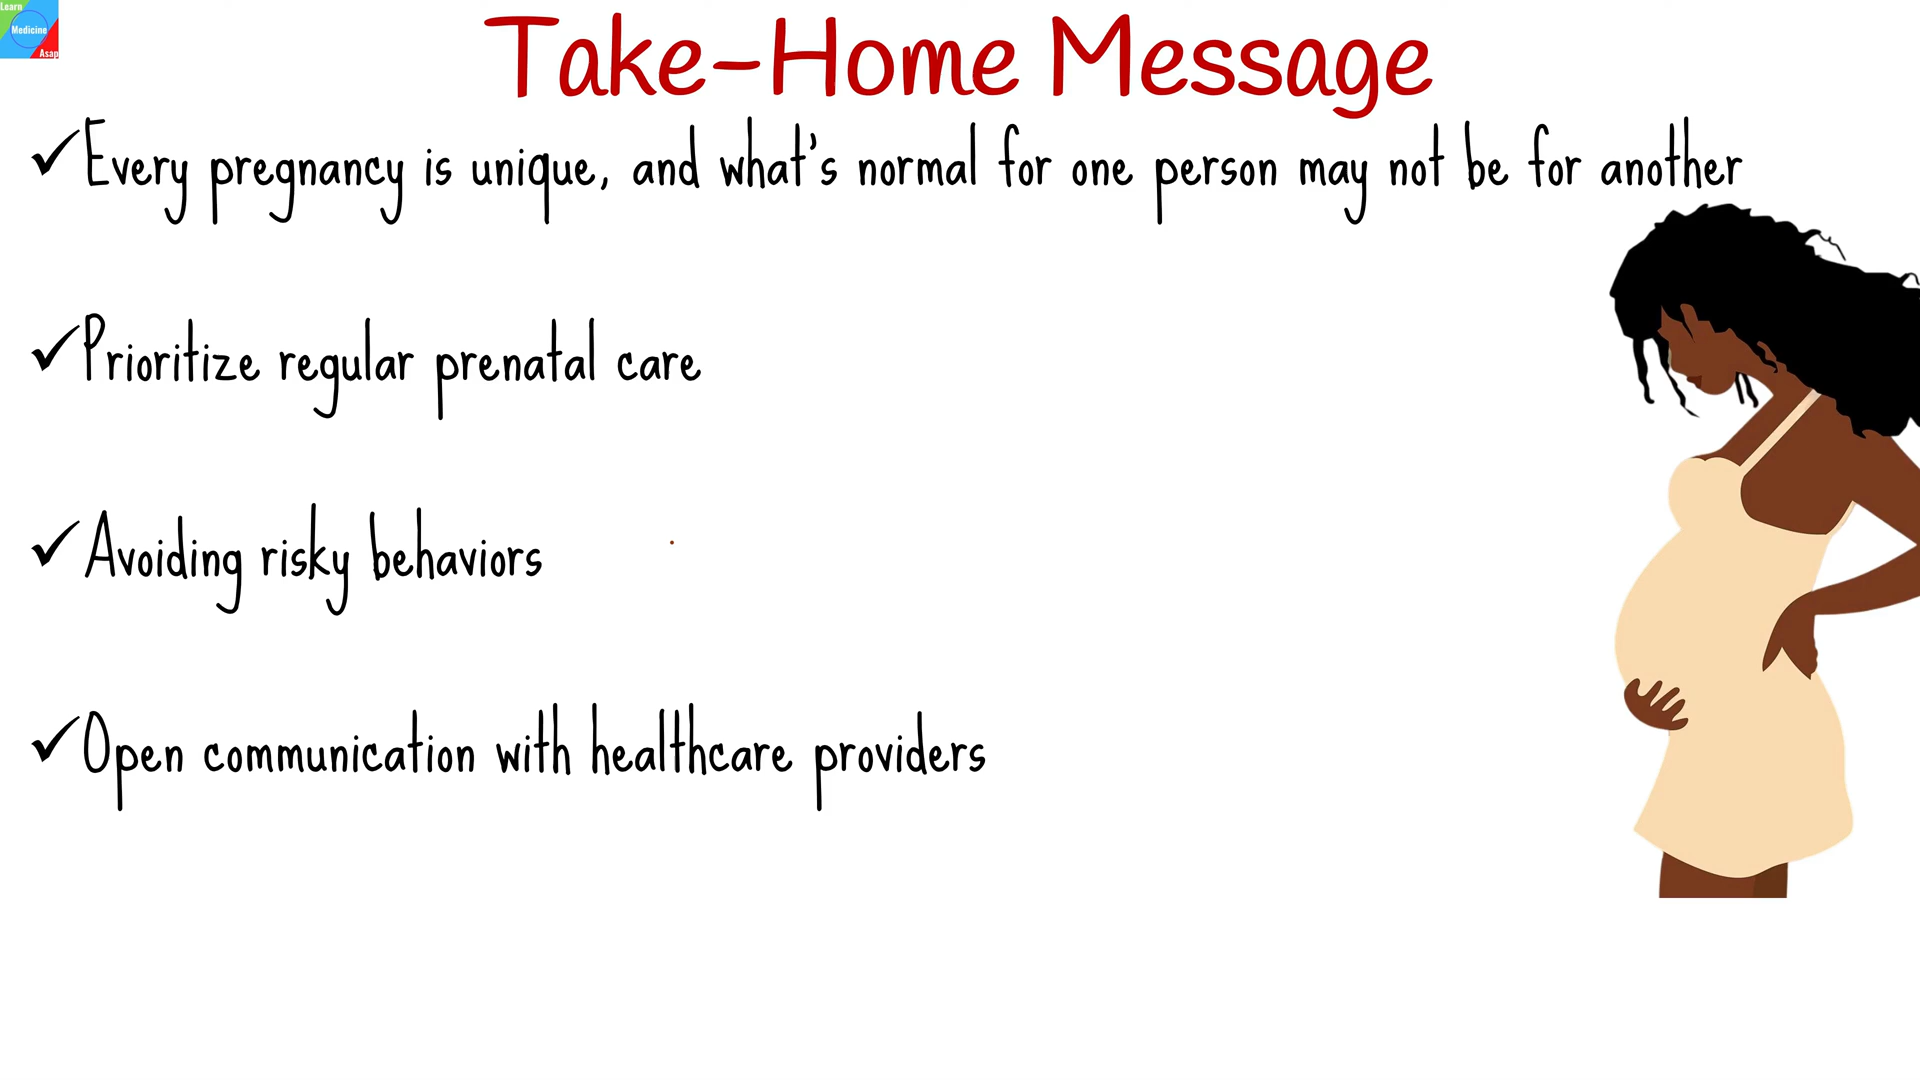 Learn
Medicine
Asap
Take-Home Message
✓Every pregnancy is unique, and what's normal for one person may not be for another
✓Prioritize regular prenatal care
✓Avoiding risky behaviors
✓Open communication with healthcare providers